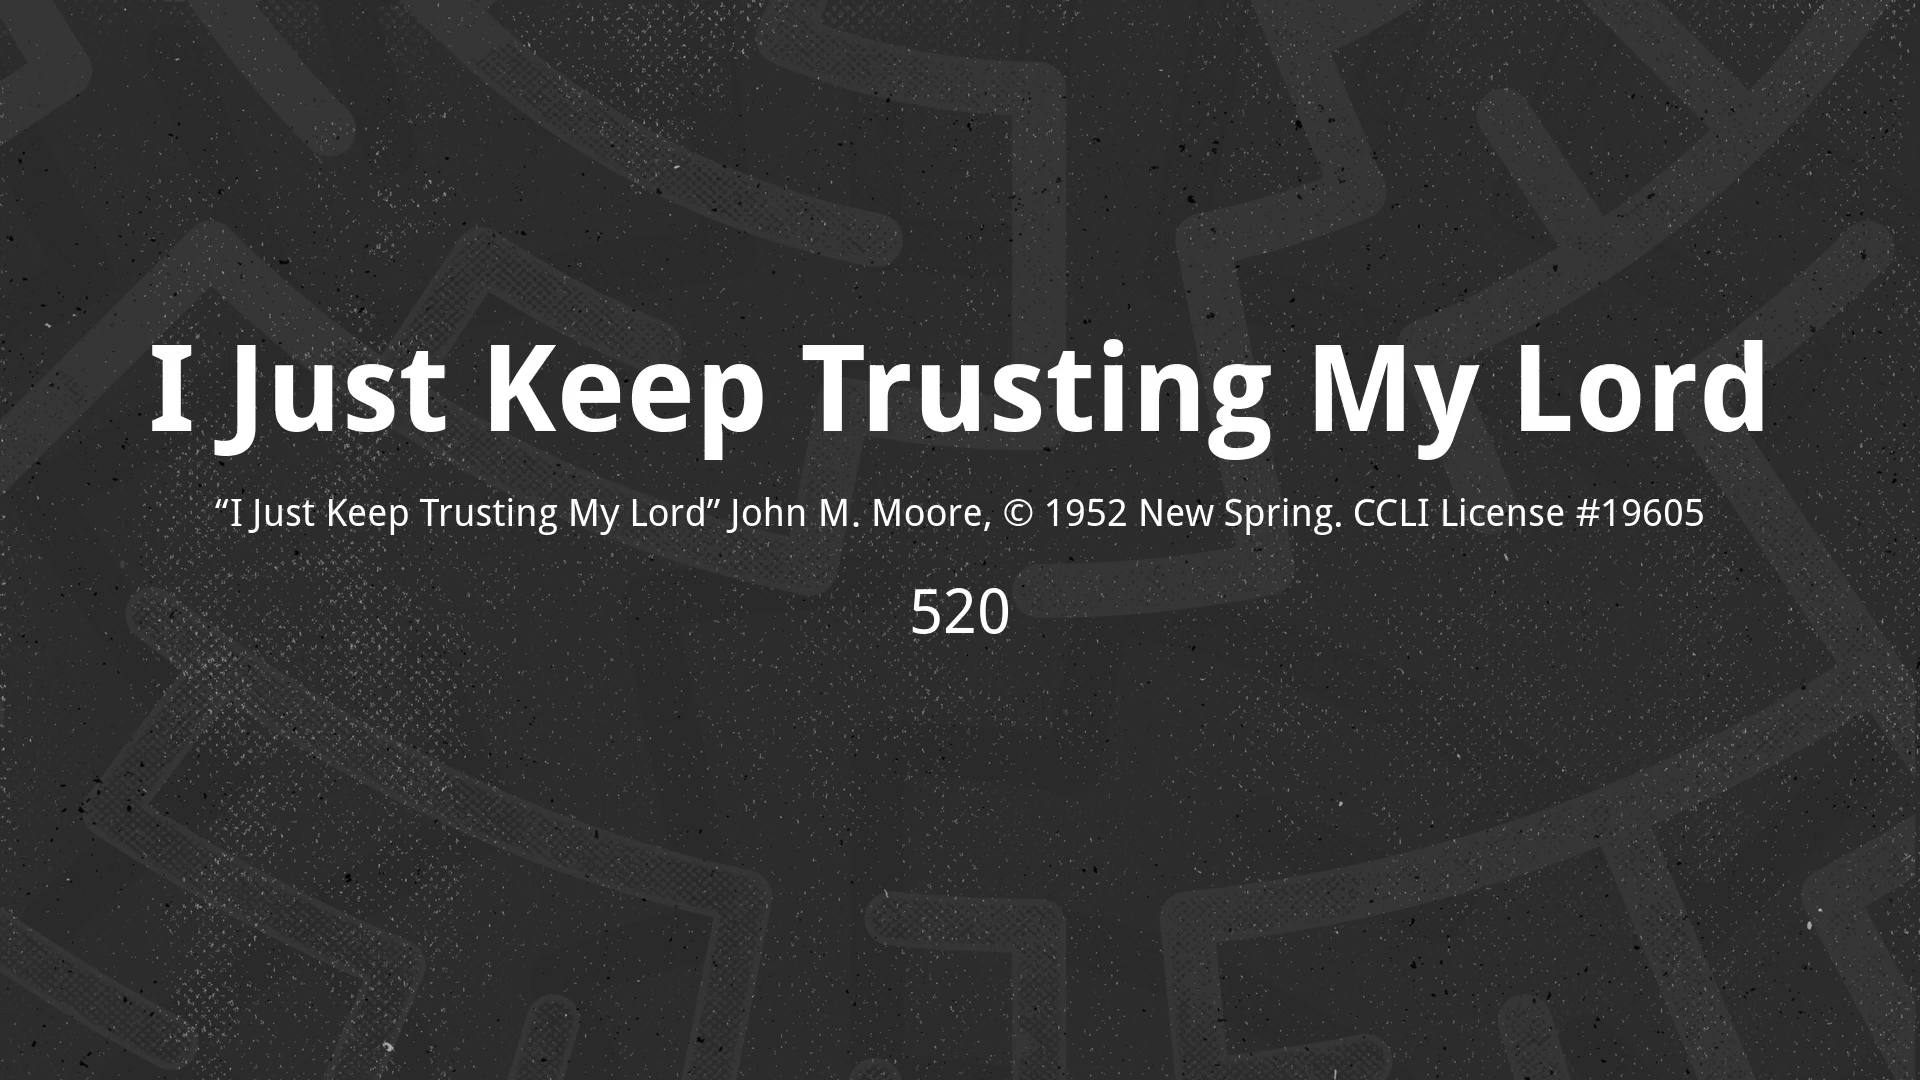 I Just Keep Trusting My Lord
“I Just Keep Trusting My Lord” John M. Moore, © 1952 New Spring. CCLI License #19605
520